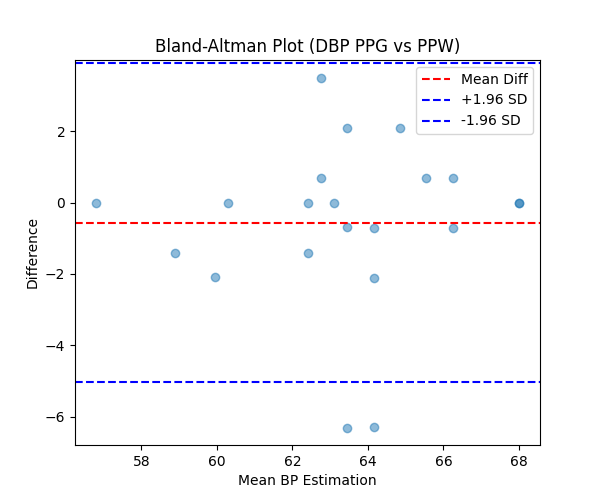 Bland-Altman Plot (DBP PPG vs PPW)
Mean Diff
+1.96 SD
-1.96 SD
Difference
2
0
−2
−4
−6
58 60 62 64 66 68
Mean BP Estimation